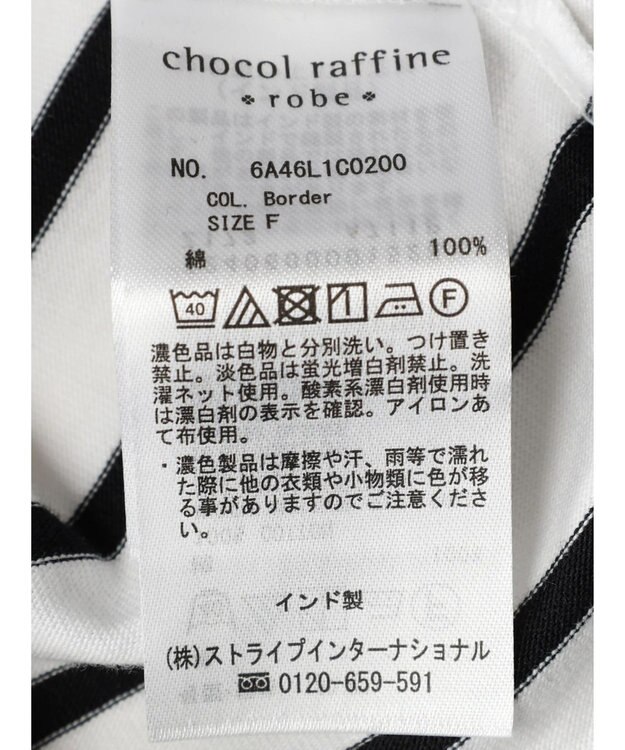 chocol raffine
robe
NO. 6A46L1C0200
COL. Border
SIZE F
綿 100%
40 F
濃色品は白物と分別洗い。つけ置き
禁止。淡色品は蛍光増白剤禁止。洗
濯ネット使用。酸素系漂白剤使用時
は漂白剤の表示を確認。アイロンあ
て布使用。
・濃色製品は摩擦や汗、雨等で濡れ
た際に他の衣類や小物類に色が移
る事がありますのでご注意くださ
い。
インド製
(株)ストライプインターナショナル
0120-659-591